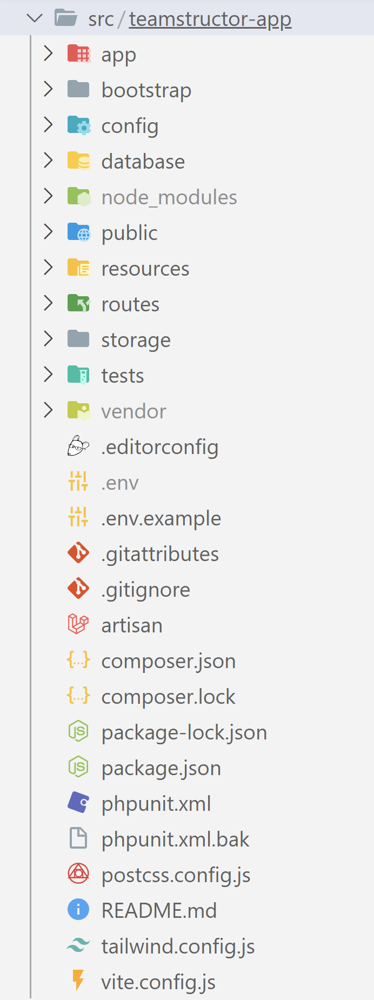 src/teamstructor-app
app
bootstrap
config
database
node_modules
public
resources
routes
storage
tests
vendor
.editorconfig
.env
.env.example
.gitattributes
.gitignore
artisan
{...} composer.json
{...} composer.lock
JS package-lock.json
JS package.json
phpunit.xml
phpunit.xml.bak
postcss.config.js
i README.md
tailwind.config.js
vite.config.js